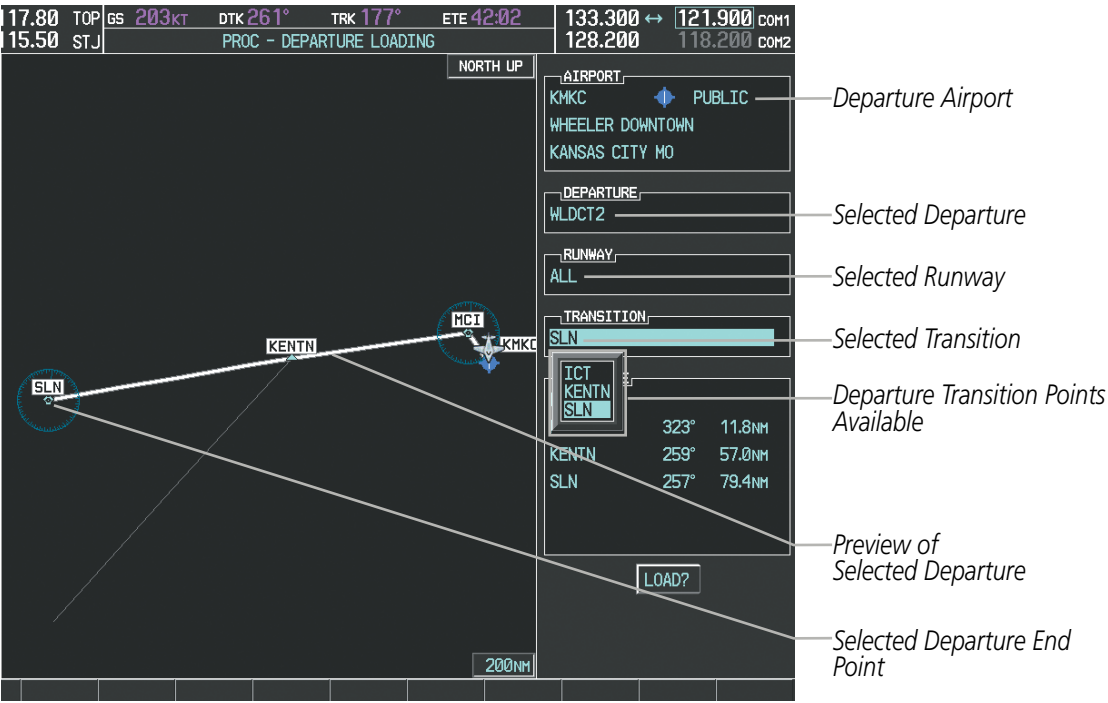 17.80 TOP GS 203KT DTK 261° TRK 177° ETE 42:02 133.300 ↔ 121.900 COM1
15.50 STJ PROC – DEPARTURE LOADING 128.200 118.200 COM2
NORTH UP
AIRPORT
KMKC PUBLIC
WHEELER DOWNTOWN
KANSAS CITY MO
Departure Airport
DEPARTURE
WLDCT2
Selected Departure
RUNWAY
ALL
Selected Runway
TRANSITION
SLN
Selected Transition
ICT
KENTN
SLN
Departure Transition Points
Available
323° 11.8NM
KENTN 259° 57.0NM
SLN 257° 79.4NM
LOAD?
Preview of
Selected Departure
Selected Departure End
Point
MCI
KMKC
KENTN
SLN
200NM